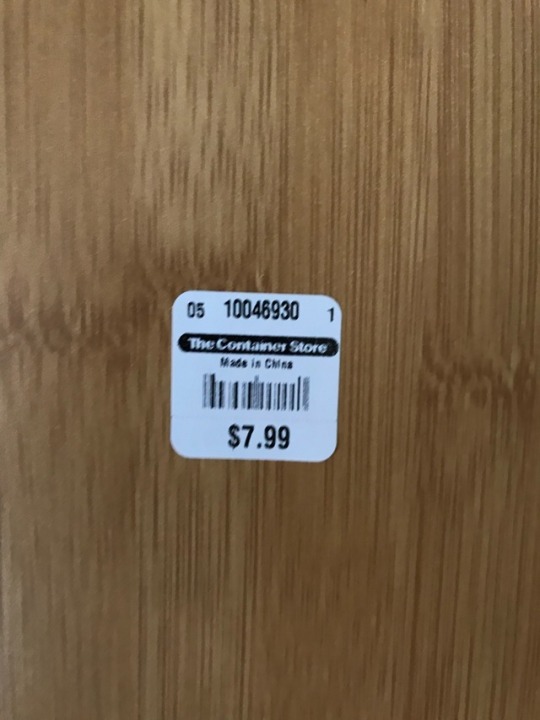 05 10046930 1
The Container Store
Made in China
$7.99